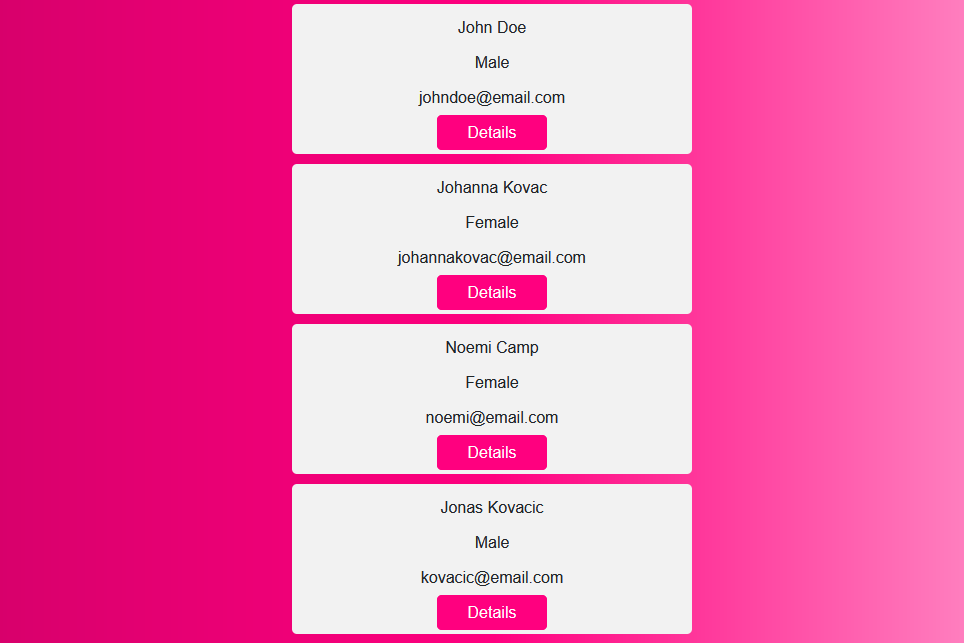 John Doe
Male
johndoe@email.com
Details
Johanna Kovac
Female
johannakovac@email.com
Details
Noemi Camp
Female
noemi@email.com
Details
Jonas Kovacic
Male
kovacic@email.com
Details